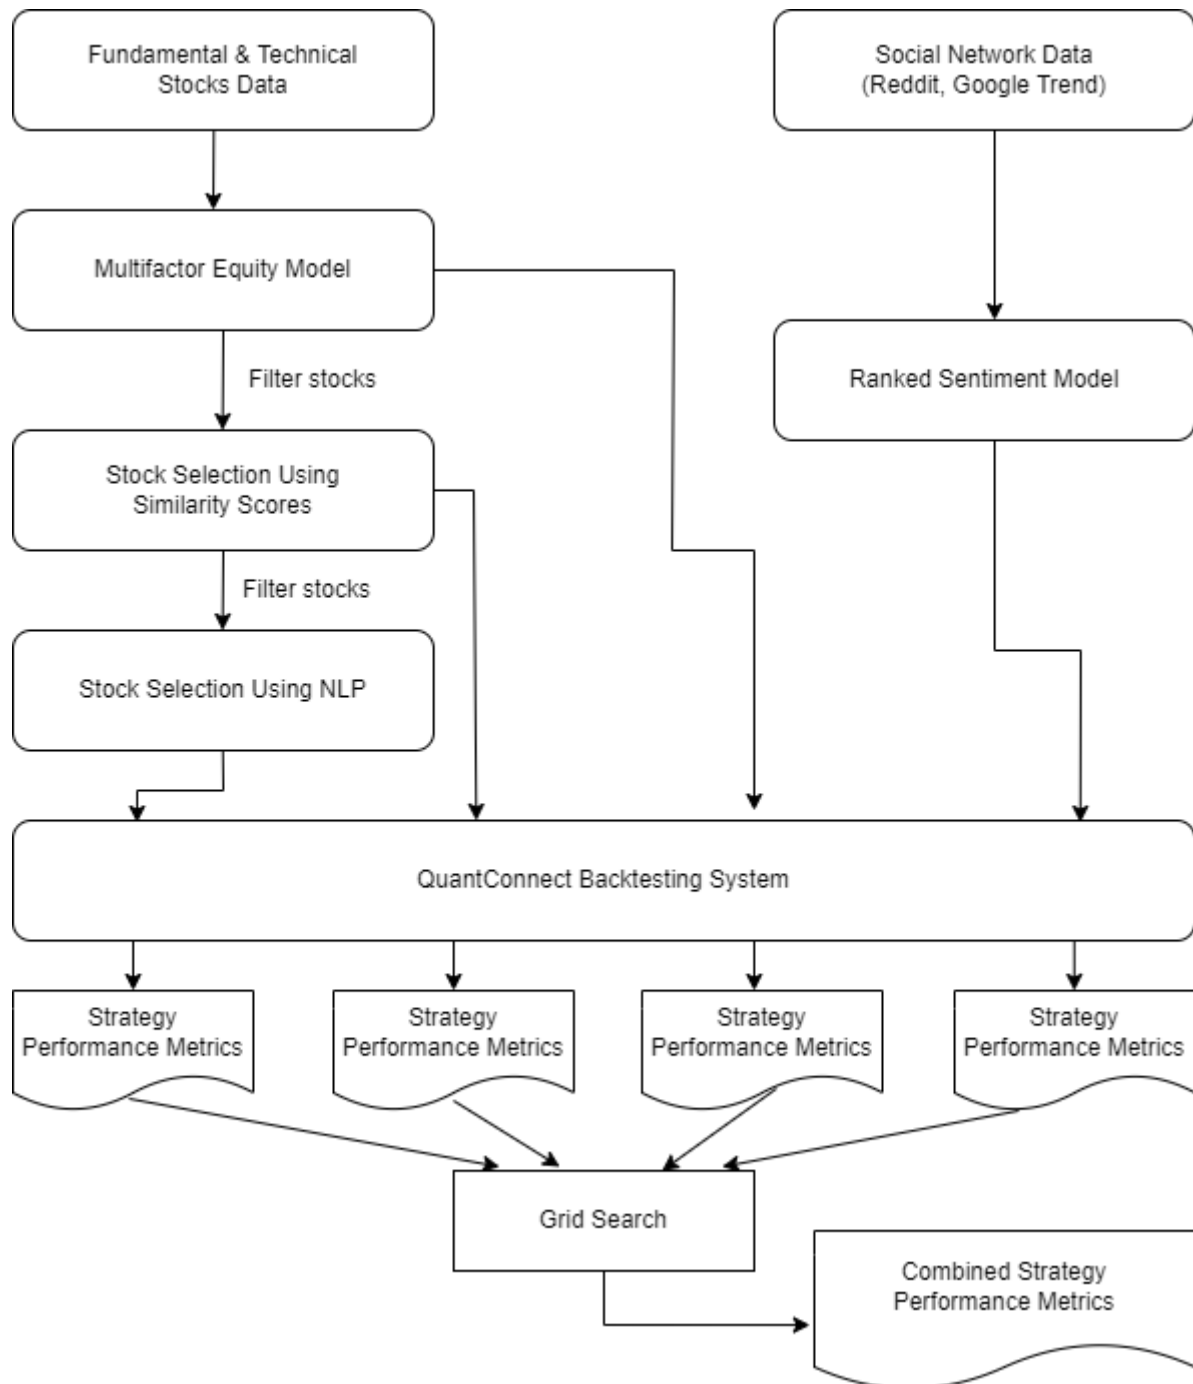 Fundamental & Technical
Stocks Data
Social Network Data
(Reddit, Google Trend)
Multifactor Equity Model
Filter stocks
Ranked Sentiment Model
Stock Selection Using
Similarity Scores
Filter stocks
Stock Selection Using NLP
QuantConnect Backtesting System
Strategy
Performance Metrics
Strategy
Performance Metrics
Strategy
Performance Metrics
Strategy
Performance Metrics
Grid Search
Combined Strategy
Performance Metrics